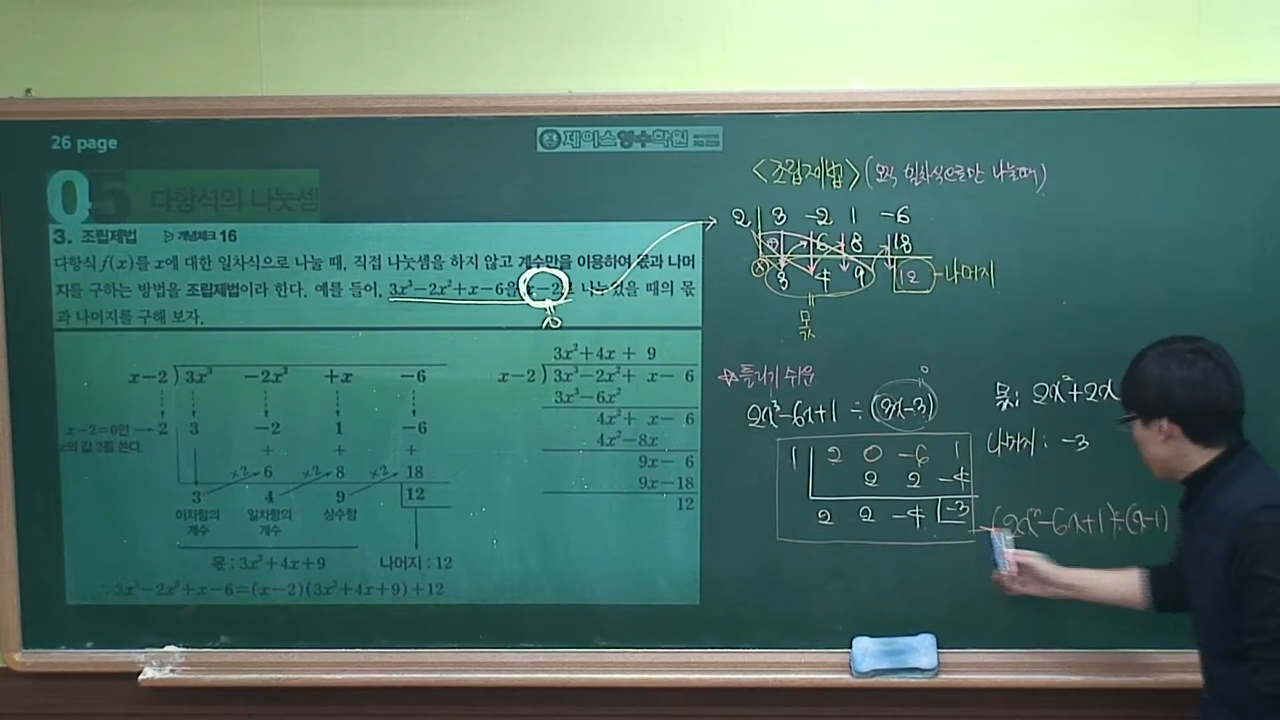 26 page
제이스영수학원
05 다항식의 나눗셈
3. 조립제법 ▷개념체크 16
다항식 f(x)를 x에 대한 일차식으로 나눌 때, 직접 나눗셈을 하지 않고 계수만을 이용하여 몫과 나머
지를 구하는 방법을 조립제법이라 한다. 예를 들어, 3x³−2x²+x−6을 x−2로 나누었을 때의 몫
과 나머지를 구해 보자.
x−2 ) 3x³ −2x² +x −6
x−2=0인 → 2 3 −2 1 −6
x의 값 2를 쓴다.
+ + +
×2 6 ×2 8 ×2 18
3 4 9 12
이차항의 계수 일차항의 계수 상수항
몫 : 3x²+4x+9 나머지 : 12
∴ 3x³−2x²+x−6=(x−2)(3x²+4x+9)+12
3x²+4x + 9
x−2 ) 3x³−2x²+ x− 6
3x³−6x²
4x²+ x− 6
4x²−8x
9x− 6
9x−18
12
<조립제법> (오직 일차식으로만 나눌때)
2 3 −2 1 −6
6 8 18
3 4 9 12 나머지
몫
☆틀리기 쉬운
2x³−6x+1 ÷ (3x−3)
0
1 2 0 −6 1
2 2 −4
2 2 −4 −3
몫: 2x²+2x
나머지: −3
(2x³−6x+1)÷(x−1)